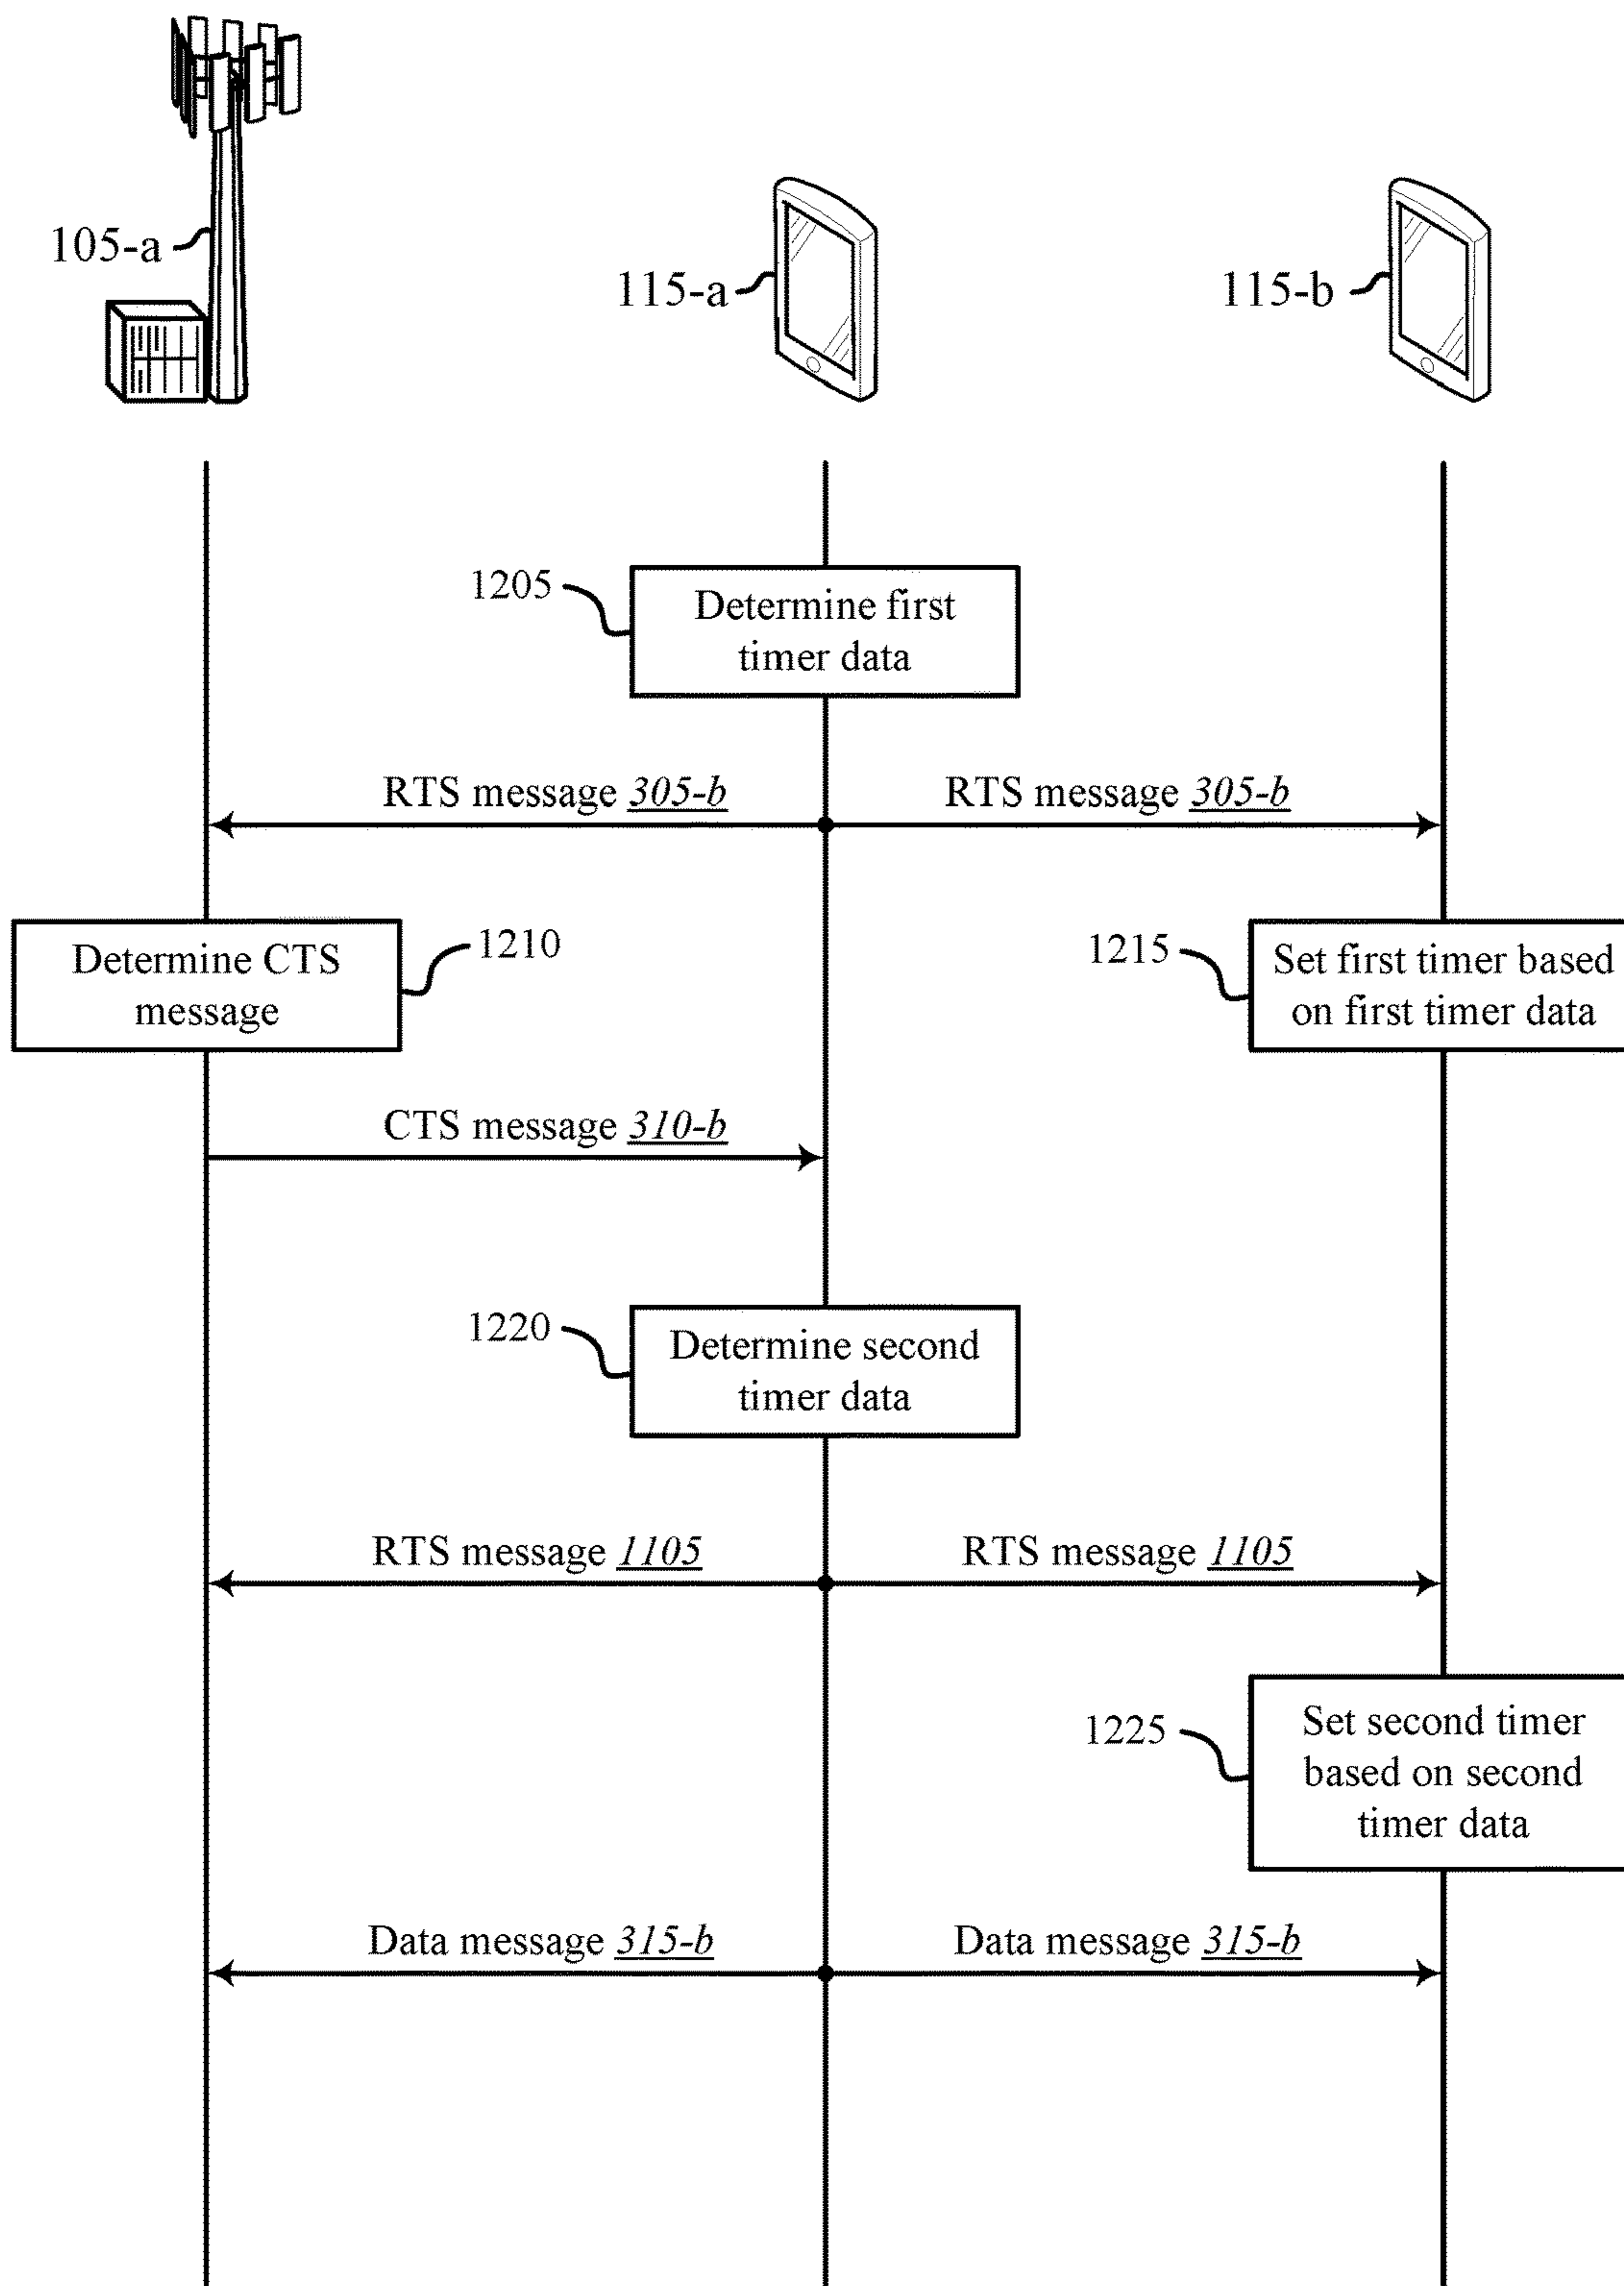 105-a
115-a
115-b
1205
Determine first
timer data
RTS message 305-b
RTS message 305-b
Determine CTS
message
1210
1215
Set first timer based
on first timer data
CTS message 310-b
1220
Determine second
timer data
RTS message 1105
RTS message 1105
1225
Set second timer
based on second
timer data
Data message 315-b
Data message 315-b